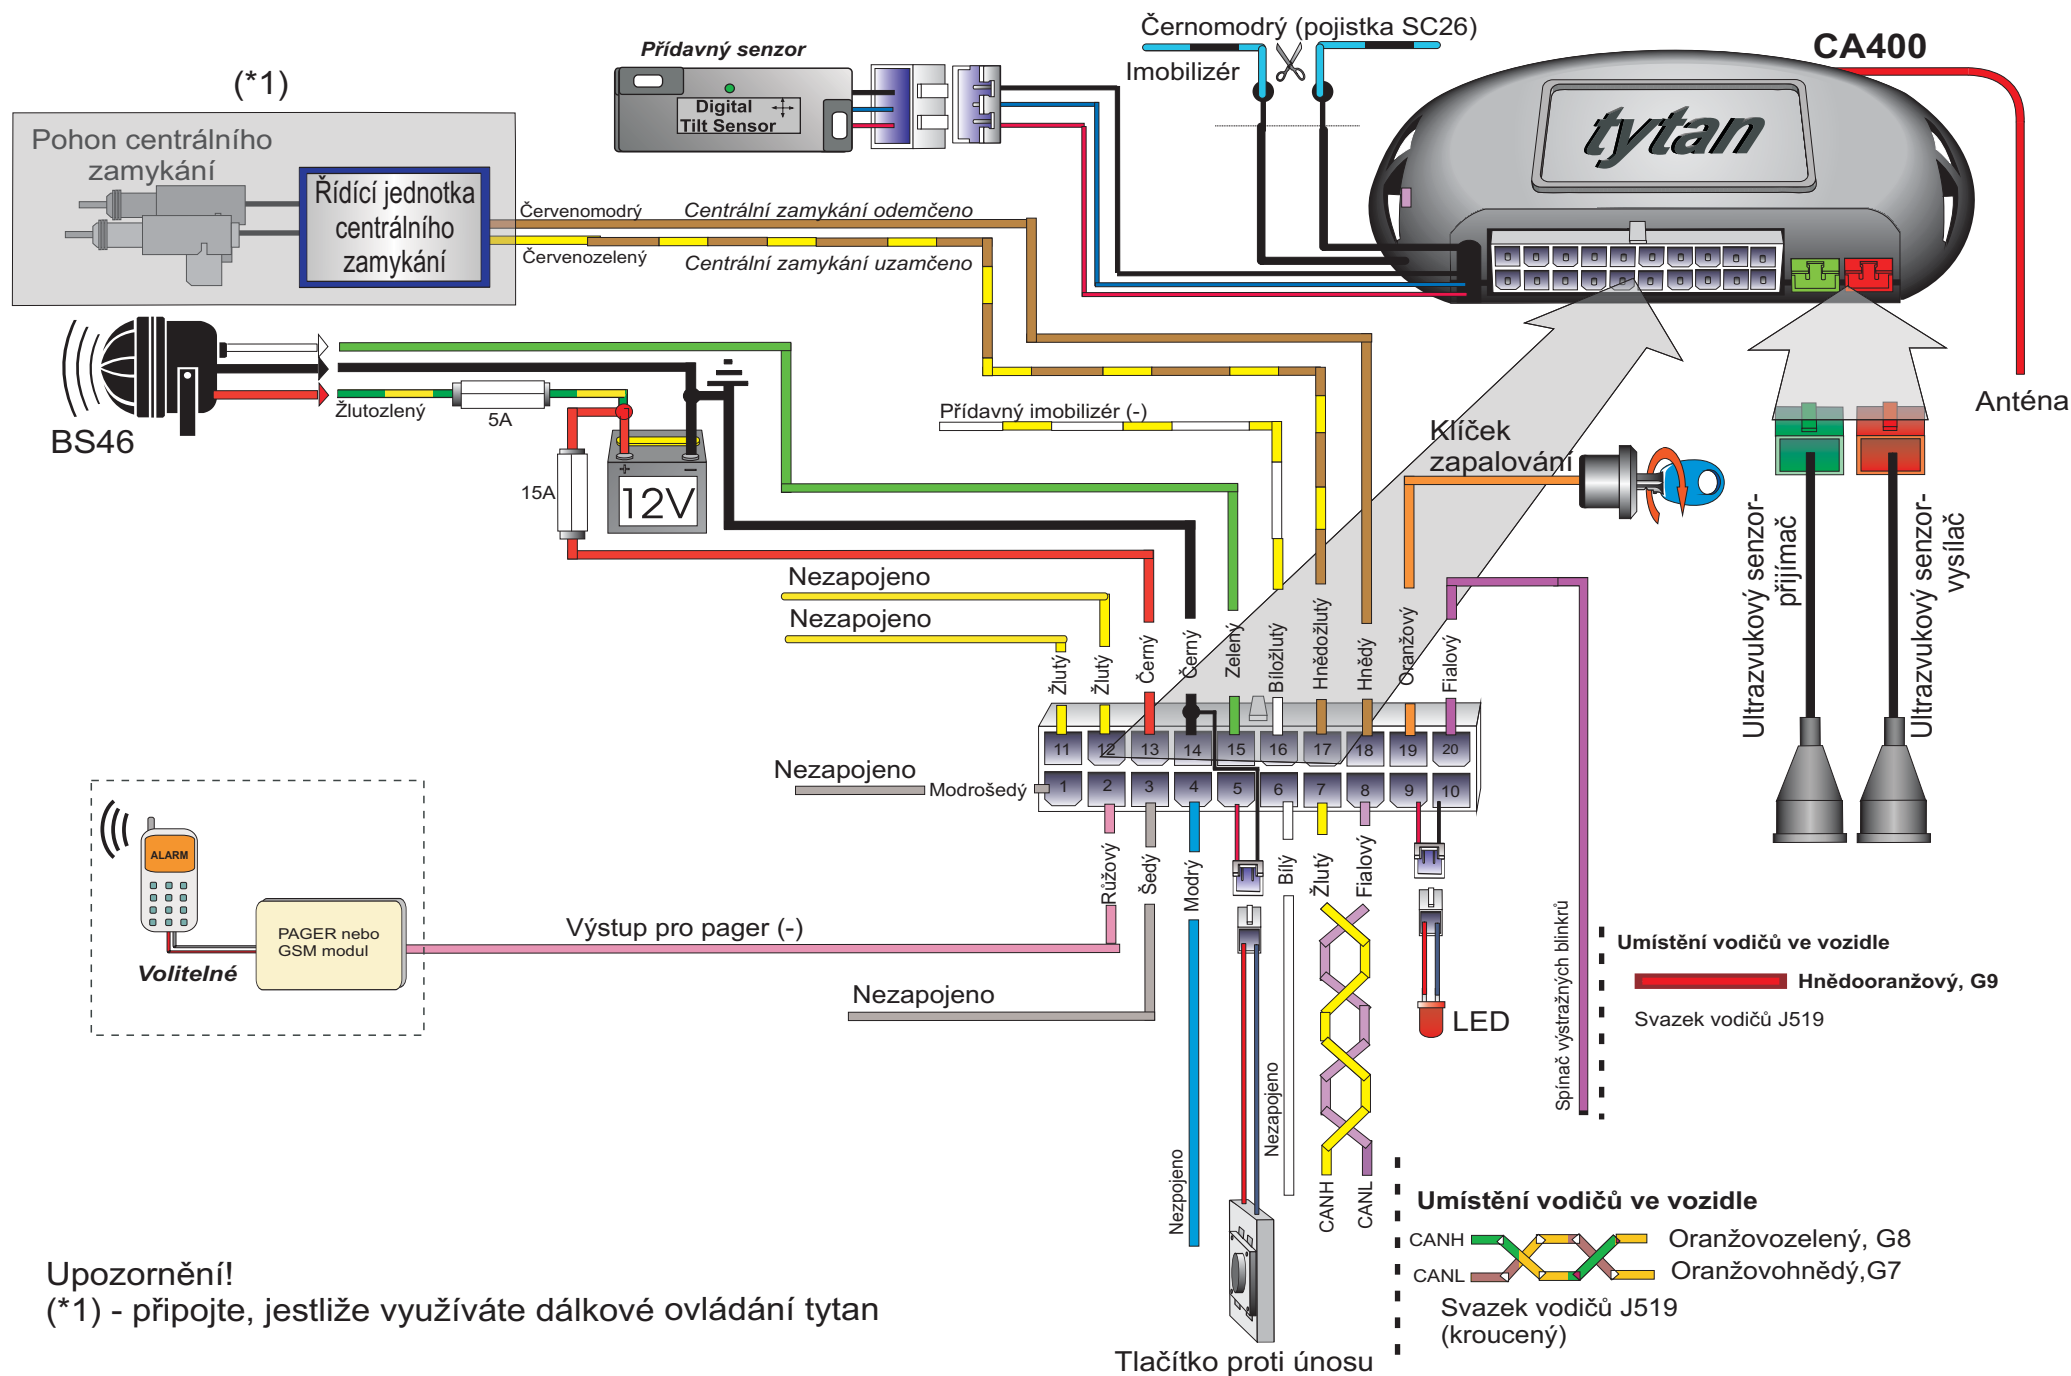 Přídavný senzor
Digital
Tilt Sensor
Černomodrý (pojistka SC26)
Imobilizér
CA400
tytan
Anténa
(*1)
Pohon centrálního
zamykání
Řídící jednotka
centrálního
zamykání
Červenomodrý
Centrální zamykání odemčeno
Červenozelený
Centrální zamykání uzamčeno
BS46
Žlutozlený
5A
15A
+
−
12V
Přídavný imobilizér (-)
Klíček
zapalování
Ultrazvukový senzor-
přijímač
Ultrazvukový senzor-
vysílač
Nezapojeno
Nezapojeno
Žlutý
Žlutý
Černý
Černý
Zelený
Bíložlutý
Hnědožlutý
Hnědý
Oranžový
Fialový
11
12
13
14
15
16
17
18
19
20
Nezapojeno
Modrošedý
1
2
3
4
5
6
7
8
9
10
Růžový
Šedý
Modrý
Bílý
Žlutý
Fialový
ALARM
Volitelné
PAGER nebo
GSM modul
Výstup pro pager (-)
Nezapojeno
Nezpojeno
Nezapojeno
CANH
CANL
LED
Spínač výstražných blinkrů
Umístění vodičů ve vozidle
Hnědooranžový, G9
Svazek vodičů J519
Umístění vodičů ve vozidle
CANH
Oranžovozelený, G8
CANL
Oranžovohnědý,G7
Svazek vodičů J519
(kroucený)
Tlačítko proti únosu
Upozornění!
(*1) - připojte, jestliže využíváte dálkové ovládání tytan